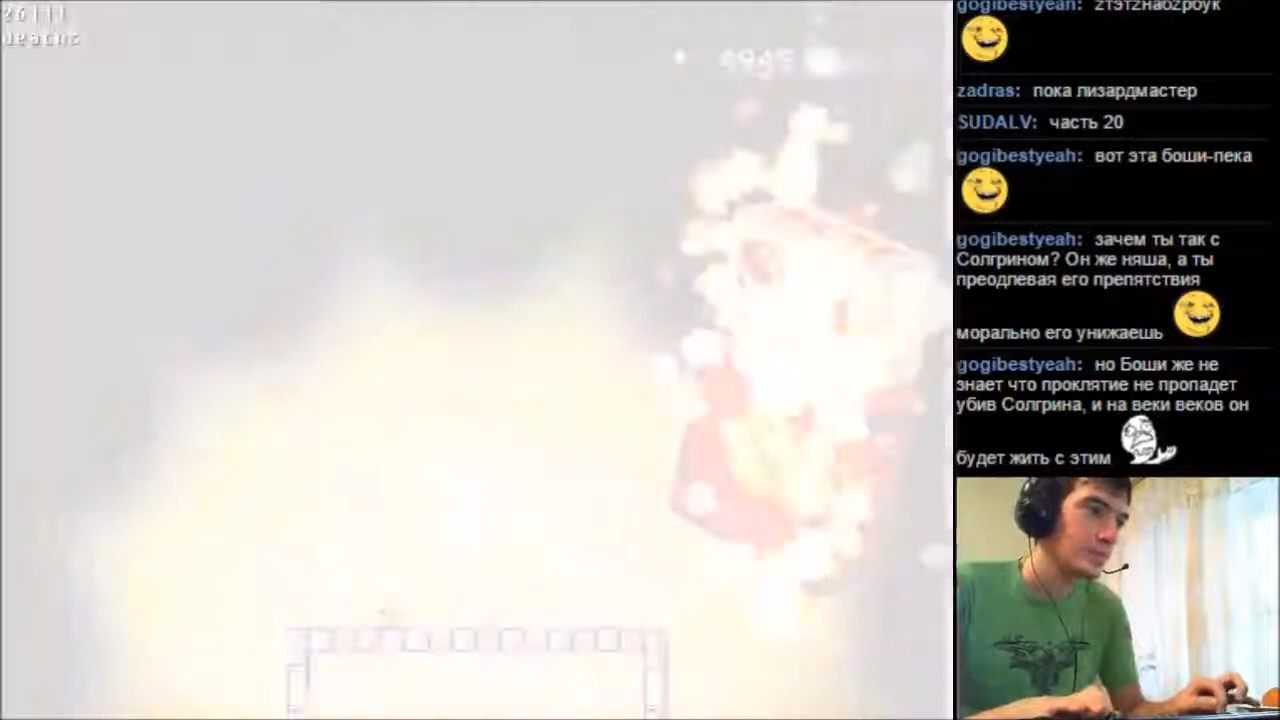 deaths
gogibestyeah:
zadras: пока лизардмастер
SUDALV: часть 20
gogibestyeah: вот эта боши-пека
gogibestyeah: зачем ты так с
Солгрином? Он же няша, а ты
преодлевая его препятствия
морально его унижаешь
gogibestyeah: но Боши же не
знает что проклятие не пропадет
убив Солгрина, и на веки веков он
будет жить с этим